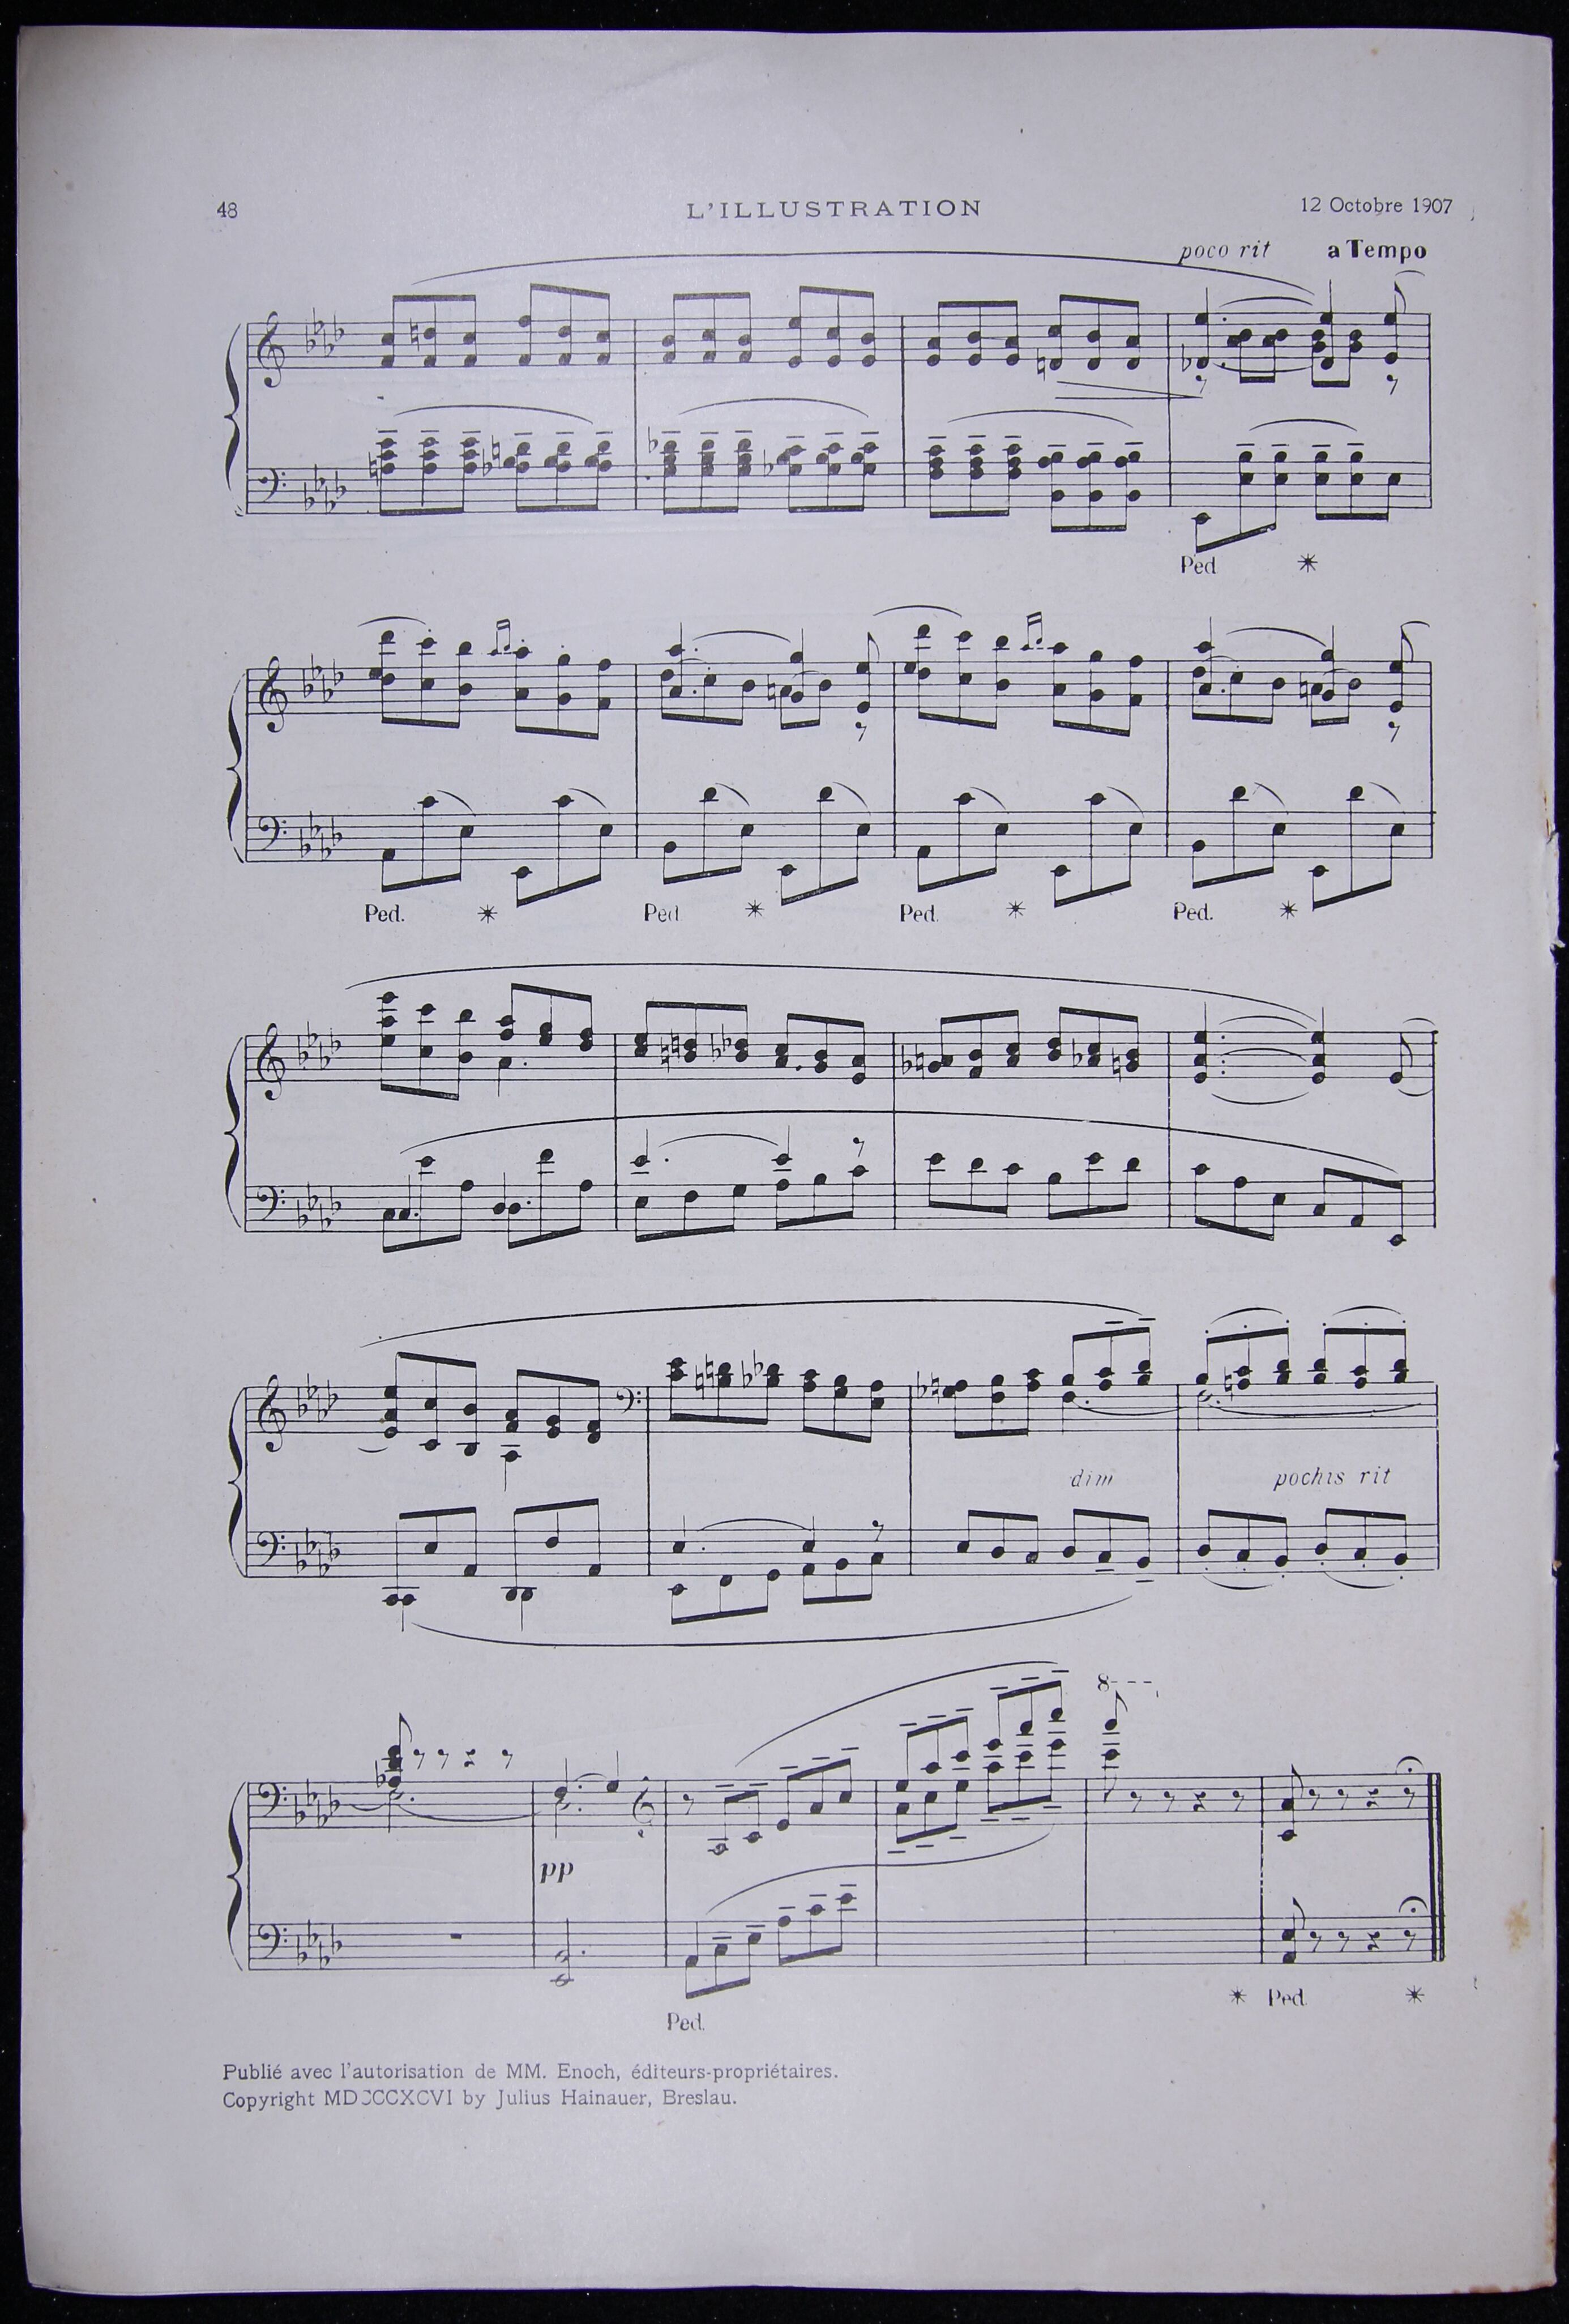 48 L'ILLUSTRATION 12 Octobre 1907
poco rit a Tempo
Ped
Ped. Ped Ped. Ped.
dim pochis rit
8
pp
Ped
Ped.
Publié avec l'autorisation de MM. Enoch, éditeurs-propriétaires.
Copyright MDCCCXCVI by Julius Hainauer, Breslau.